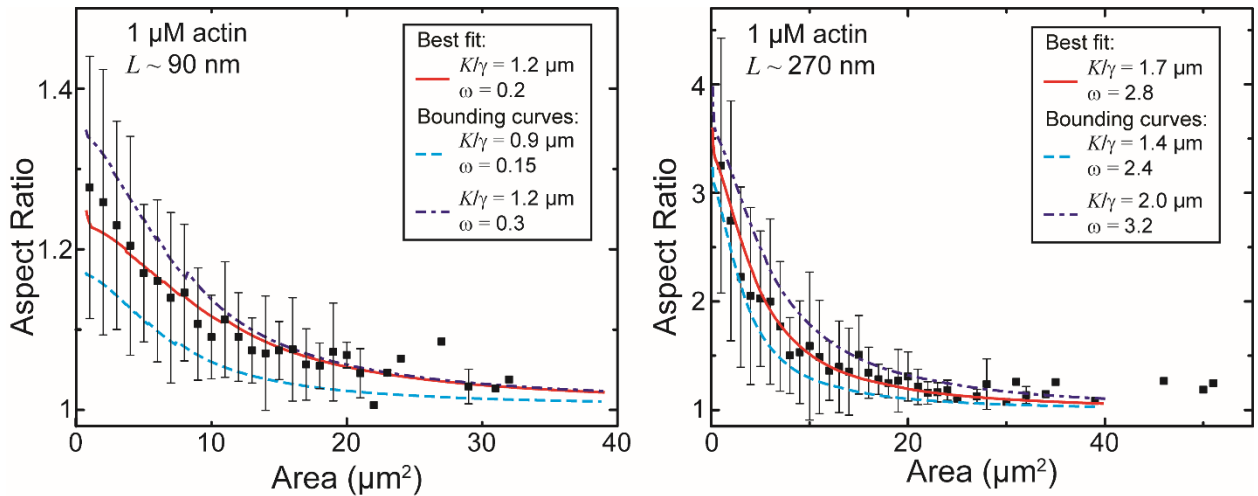 1 µM actin
L ~ 90 nm
Best fit:
K/γ = 1.2 µm
ω = 0.2
Bounding curves:
K/γ = 0.9 µm
ω = 0.15
K/γ = 1.2 µm
ω = 0.3
1.4
1.2
1
Aspect Ratio
0 10 20 30 40
Area (µm²)
1 µM actin
L ~ 270 nm
Best fit:
K/γ = 1.7 µm
ω = 2.8
Bounding curves:
K/γ = 1.4 µm
ω = 2.4
K/γ = 2.0 µm
ω = 3.2
4
3
2
1
Aspect Ratio
0 20 40
Area (µm²)